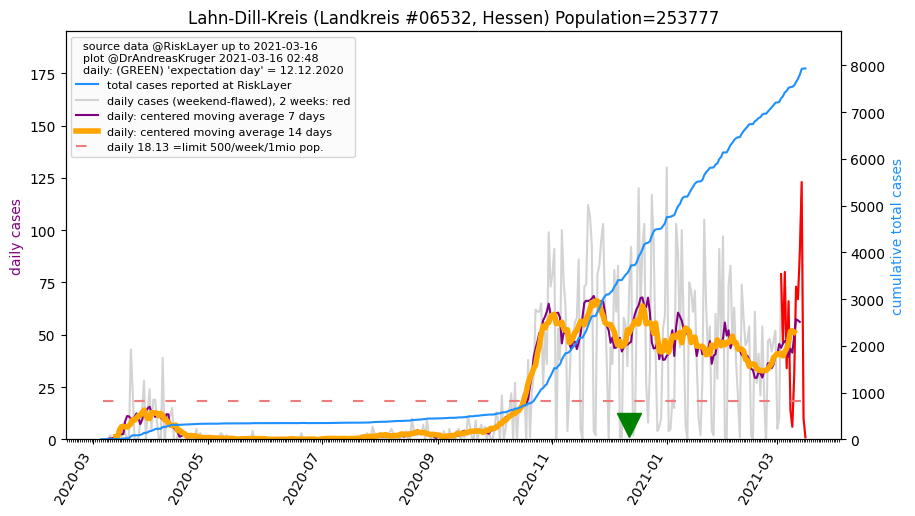 Lahn-Dill-Kreis (Landkreis #06532, Hessen) Population=253777
source data @RiskLayer up to 2021-03-16
plot @DrAndreasKruger 2021-03-16 02:48
daily: (GREEN) 'expectation day' = 12.12.2020
total cases reported at RiskLayer
daily cases (weekend-flawed), 2 weeks: red
daily: centered moving average 7 days
daily: centered moving average 14 days
daily 18.13 =limit 500/week/1mio pop.
daily cases
175
150
125
100
75
50
25
0
8000
7000
6000
5000
4000
3000
2000
1000
0
cumulative total cases
2020-03
2020-05
2020-07
2020-09
2020-11
2021-01
2021-03